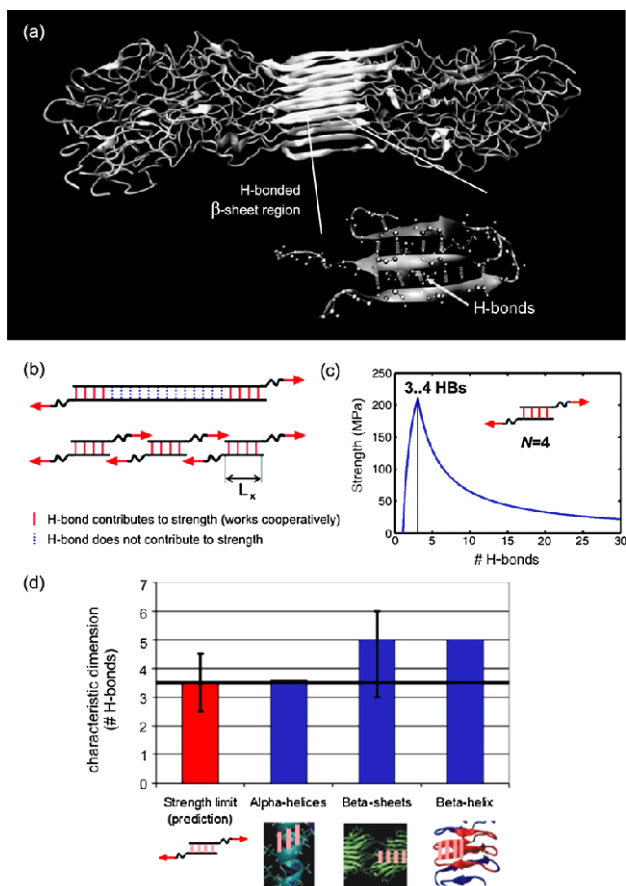 (a)
H-bonded
β-sheet region
H-bonds
(b)
Lx
H-bond contributes to strength (works cooperatively)
H-bond does not contribute to strength
(c)
250
200
150
100
50
0
Strength (MPa)
3..4 HBs
N=4
0 5 10 15 20 25 30
# H-bonds
(d)
7
6
5
4
3
2
1
0
characteristic dimension
(# H-bonds)
Strength limit
(prediction)
Alpha-helices
Beta-sheets
Beta-helix